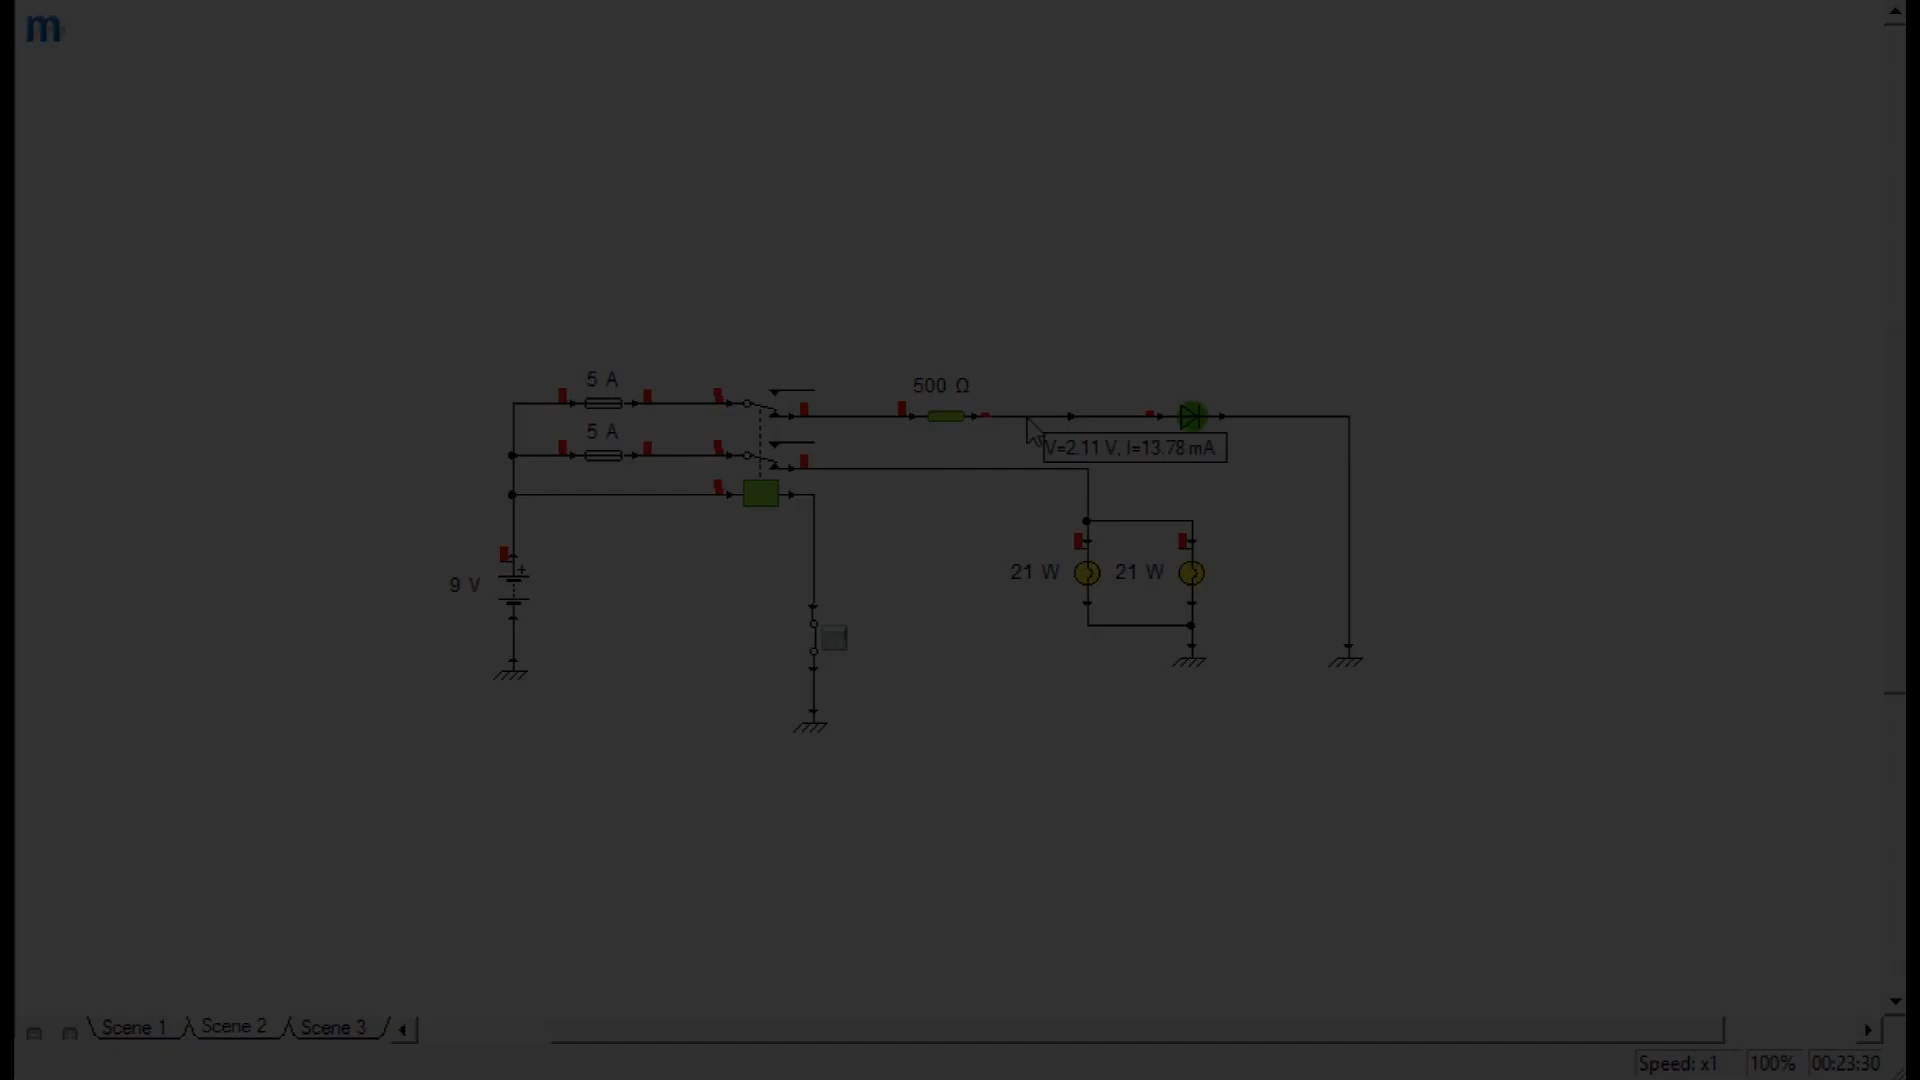 m
5 A
500 Ω
5 A
V=2.11 V, I=13.78 mA
+
9 V
21 W
21 W
Scene 1
Scene 2
Scene 3
Speed: x1
100%
00:23:30